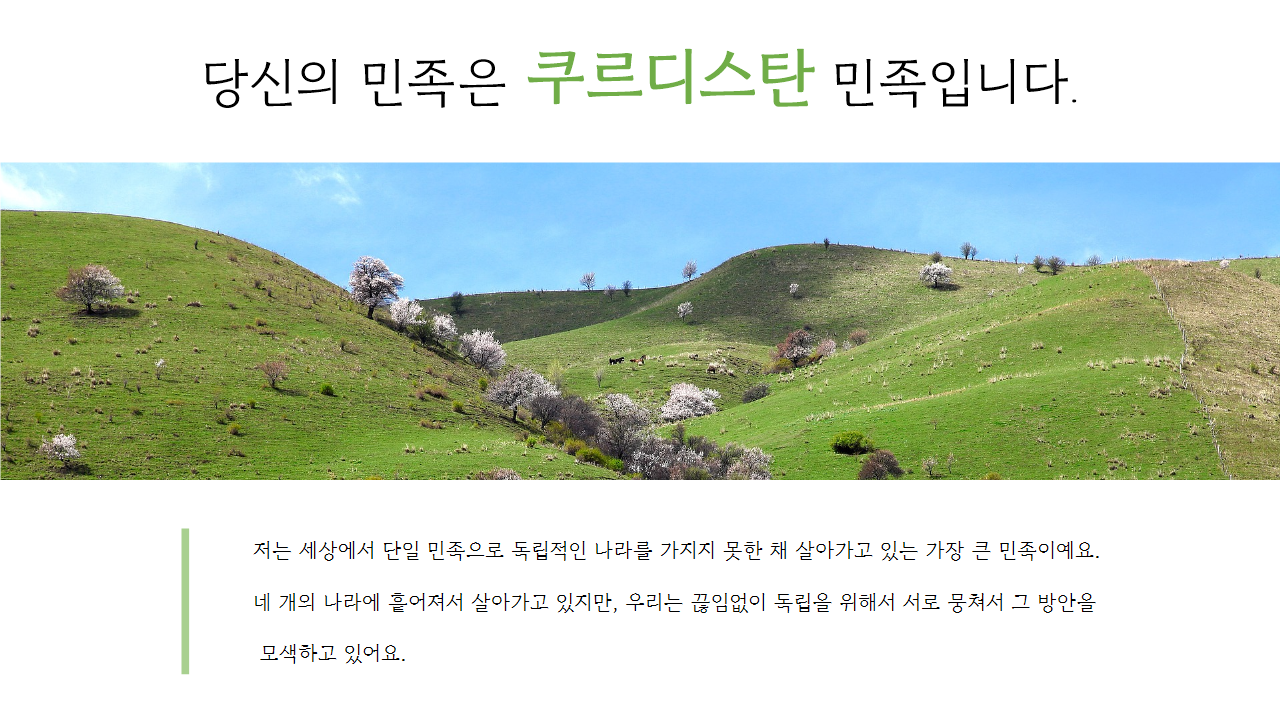 당신의 민족은 쿠르디스탄 민족입니다.
저는 세상에서 단일 민족으로 독립적인 나라를 가지지 못한 채 살아가고 있는 가장 큰 민족이예요.
네 개의 나라에 흩어져서 살아가고 있지만, 우리는 끊임없이 독립을 위해서 서로 뭉쳐서 그 방안을
모색하고 있어요.